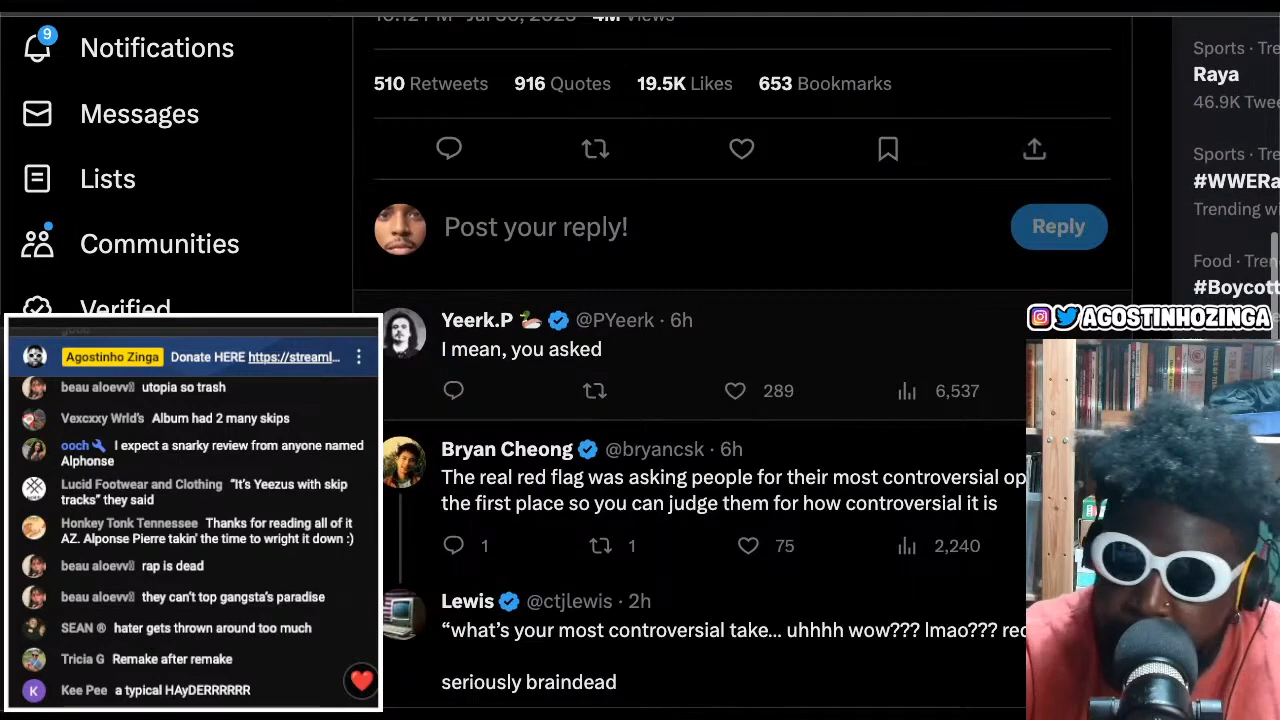 9
Notifications
Messages
Lists
Communities
Verified
510 Retweets 916 Quotes 19.5K Likes 653 Bookmarks
Post your reply!
Reply
Yeerk.P @PYeerk · 6h
I mean, you asked
289 6,537
Bryan Cheong @bryancsk · 6h
The real red flag was asking people for their most controversial op
the first place so you can judge them for how controversial it is
1 1 75 2,240
Lewis @ctjlewis · 2h
“what’s your most controversial take... uhhhh wow??? lmao??? red
seriously braindead
Sports · Tre
Raya
46.9K Twee
Sports · Tre
#WWERa
Trending wi
Food · Tren
#Boycott
AGOSTINHOZINGA
Agostinho Zinga Donate HERE https://streaml...
beau aloevv utopia so trash
Vexcxxy Wrld's Album had 2 many skips
ooch I expect a snarky review from anyone named
Alphonse
Lucid Footwear and Clothing “It’s Yeezus with skip
tracks” they said
Honkey Tonk Tennessee Thanks for reading all of it
AZ. Alponse Pierre takin' the time to wright it down :)
beau aloevv rap is dead
beau aloevv they can’t top gangsta’s paradise
SEAN ® hater gets thrown around too much
Tricia G Remake after remake
K Kee Pee a typical HAyDERRRRRR